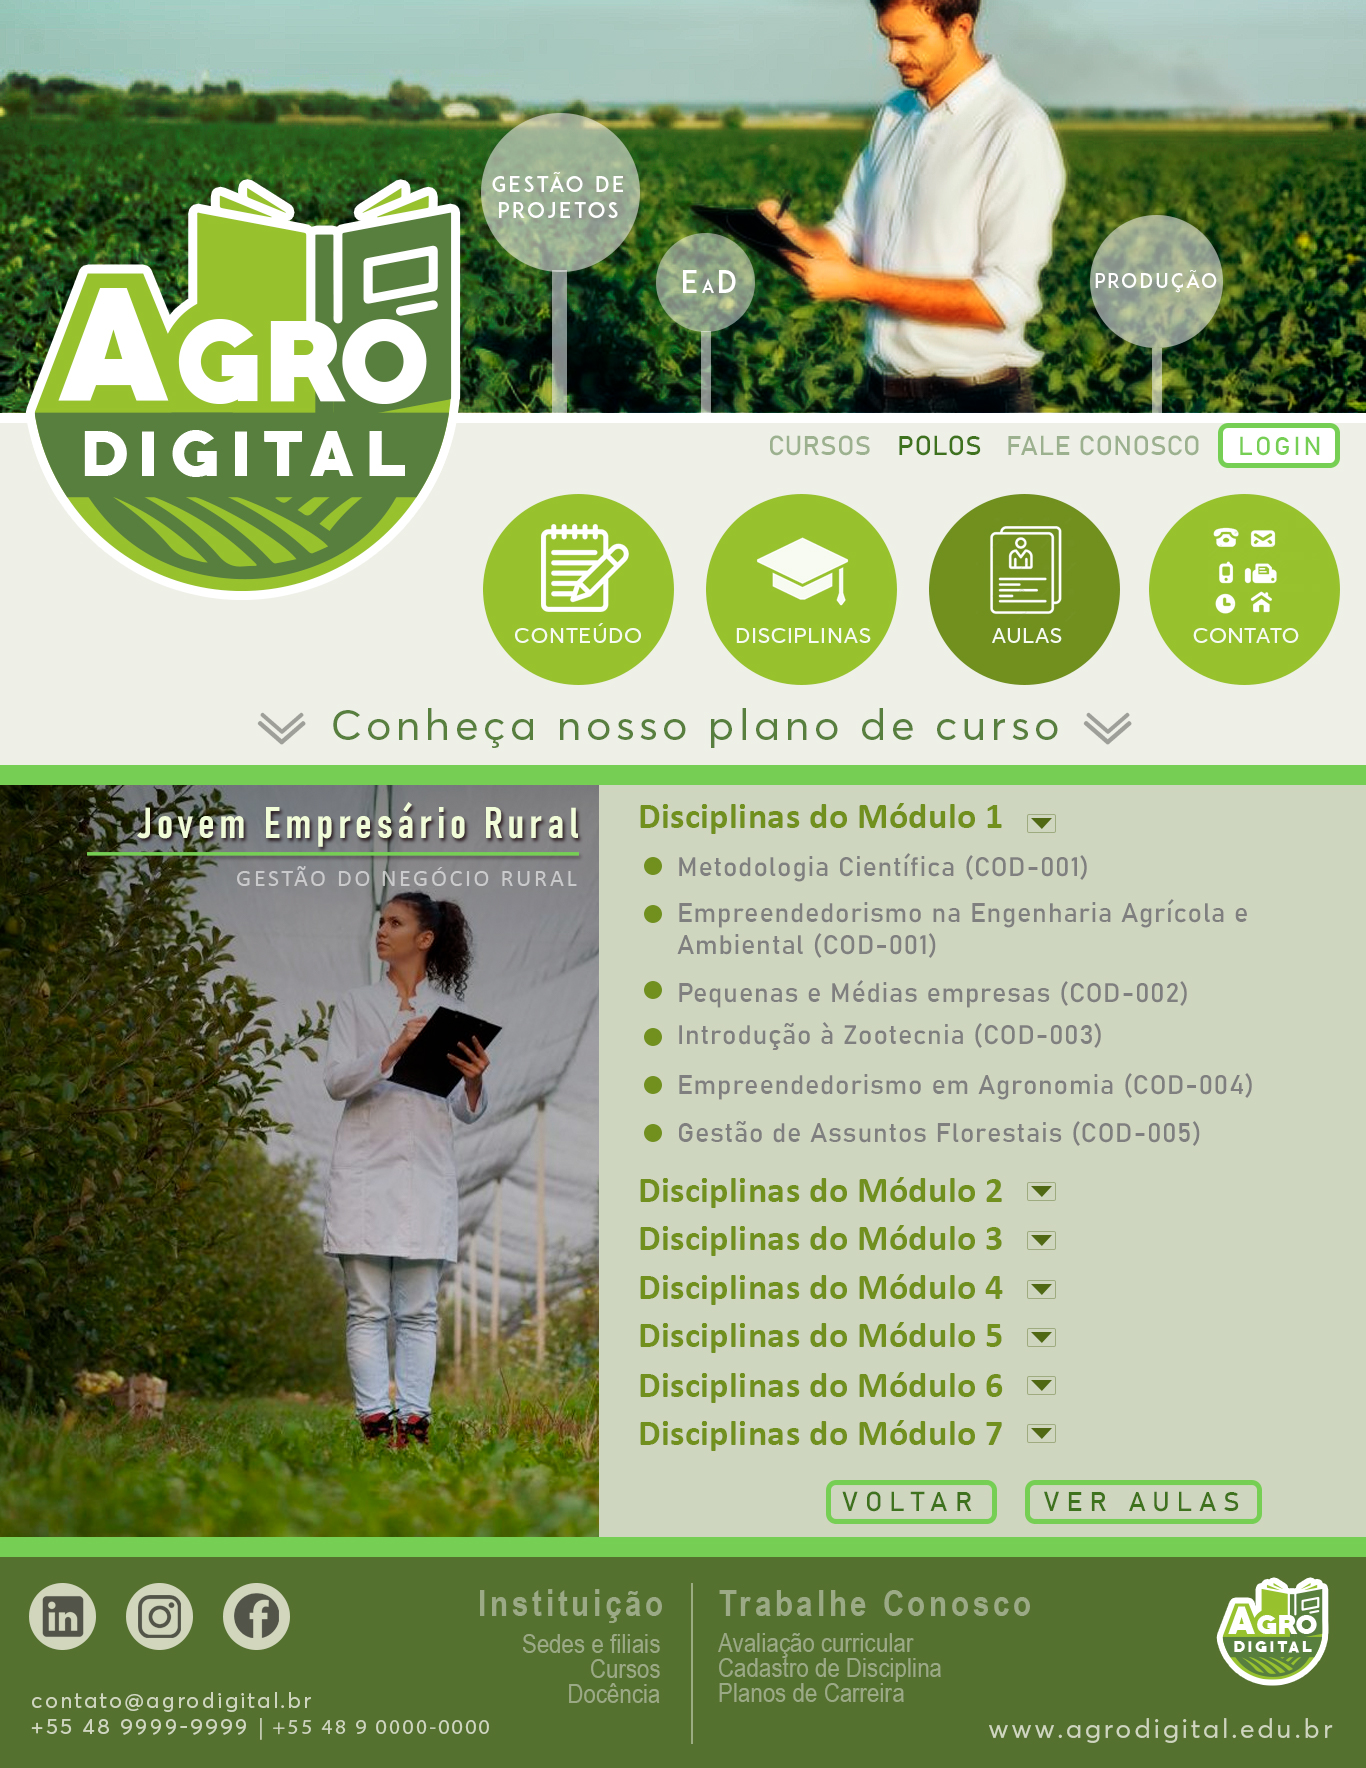 GESTÃO DE
PROJETOS
EAD
PRODUÇÃO
AGRO
DIGITAL
CURSOS POLOS FALE CONOSCO LOGIN
CONTEÚDO DISCIPLINAS AULAS CONTATO
Conheça nosso plano de curso
Jovem Empresário Rural
GESTÃO DO NEGÓCIO RURAL
Disciplinas do Módulo 1
Metodologia Científica (COD-001)
Empreendedorismo na Engenharia Agrícola e
Ambiental (COD-001)
Pequenas e Médias empresas (COD-002)
Introdução à Zootecnia (COD-003)
Empreendedorismo em Agronomia (COD-004)
Gestão de Assuntos Florestais (COD-005)
Disciplinas do Módulo 2
Disciplinas do Módulo 3
Disciplinas do Módulo 4
Disciplinas do Módulo 5
Disciplinas do Módulo 6
Disciplinas do Módulo 7
VOLTAR VER AULAS
in
contato@agrodigital.br
+55 48 9999-9999 | +55 48 9 0000-0000
Instituição
Sedes e filiais
Cursos
Docência
Trabalhe Conosco
Avaliação curricular
Cadastro de Disciplina
Planos de Carreira
AGRO
DIGITAL
www.agrodigital.edu.br